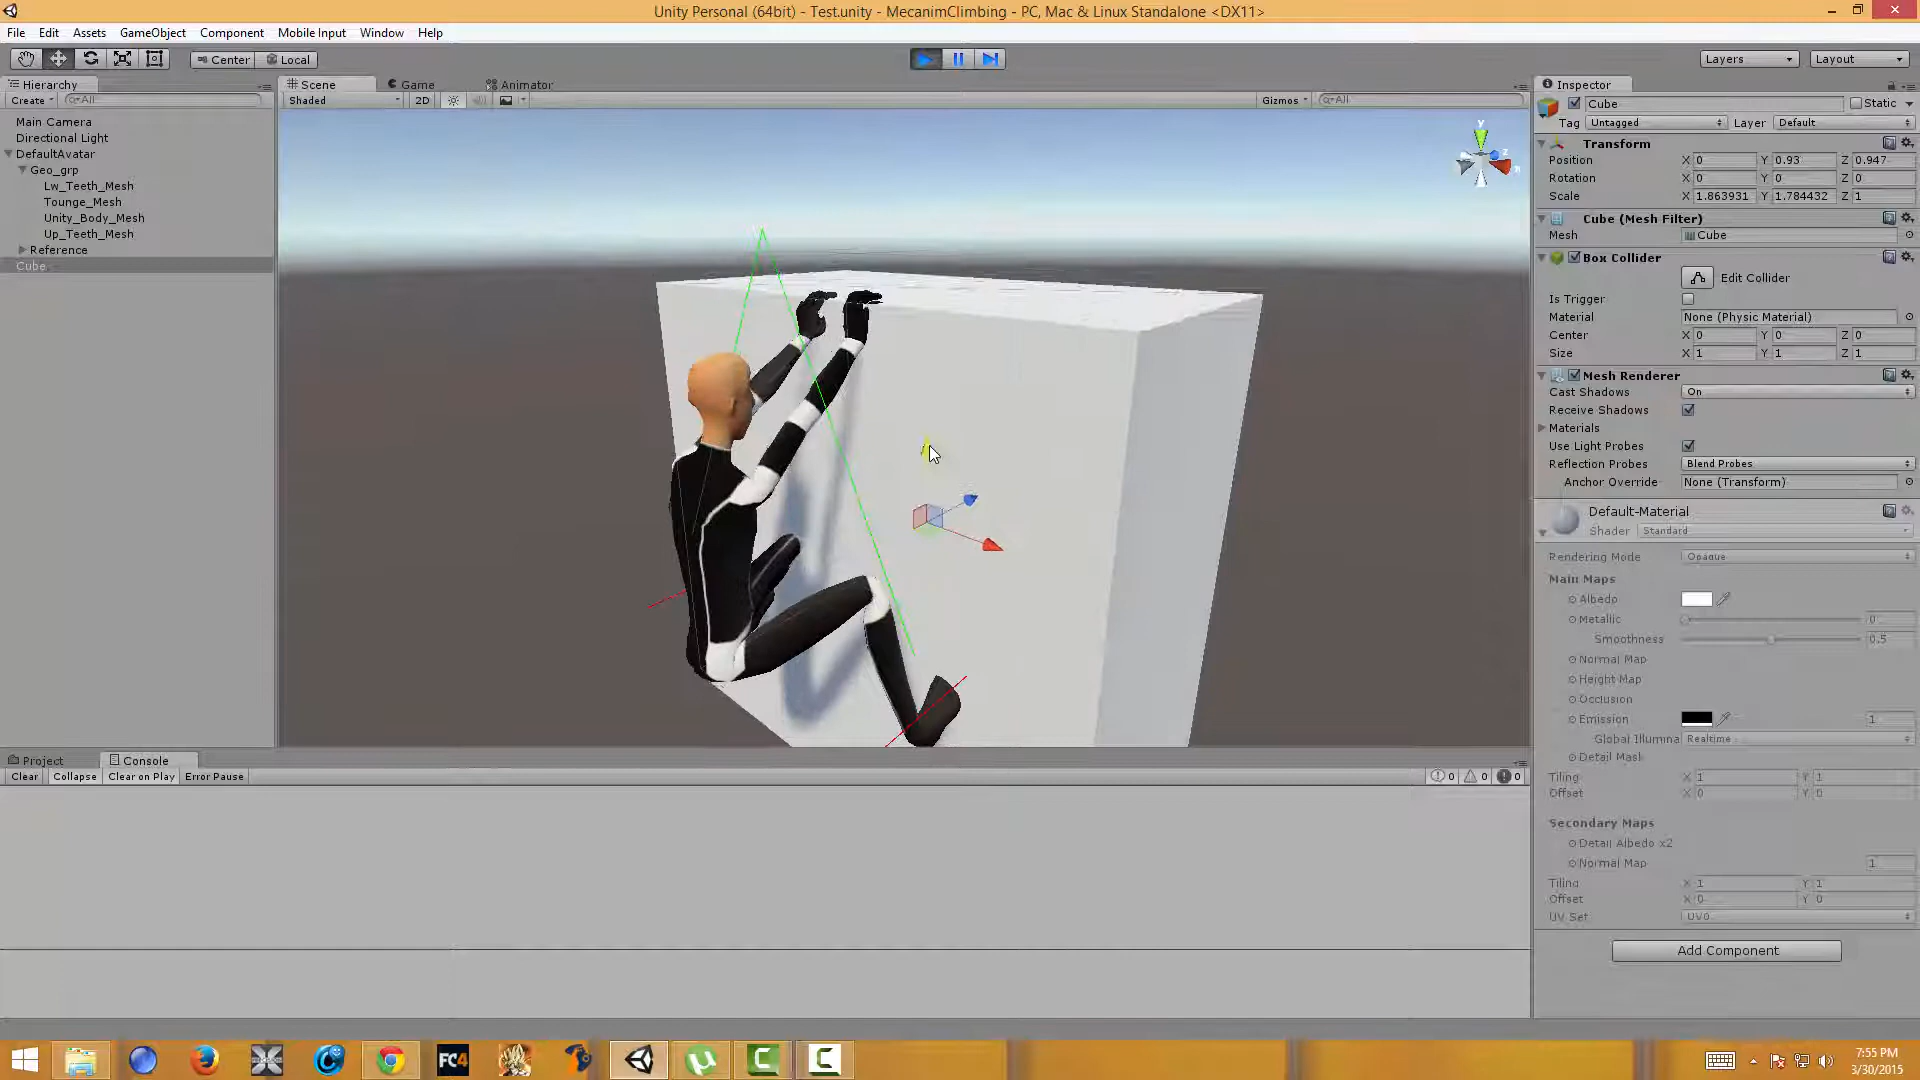 Unity Personal (64bit) - Test.unity - MecanimClimbing - PC, Mac & Linux Standalone <DX11>
File Edit Assets GameObject Component Mobile Input Window Help
Center Local Layers Layout
Hierarchy
Create All
Main Camera
Directional Light
DefaultAvatar
Geo_grp
Lw_Teeth_Mesh
Tounge_Mesh
Unity_Body_Mesh
Up_Teeth_Mesh
Reference
Cube
Scene Game Animator
Shaded 2D Gizmos All
y
z
Inspector
Cube Static
Tag Untagged Layer Default
Transform
Position X 0 Y 0.93 Z 0.947
Rotation X 0 Y 0 Z 0
Scale X 1.863931 Y 1.784432 Z 1
Cube (Mesh Filter)
Mesh Cube
Box Collider
Edit Collider
Is Trigger
Material None (Physic Material)
Center X 0 Y 0 Z 0
Size X 1 Y 1 Z 1
Mesh Renderer
Cast Shadows On
Receive Shadows
Materials
Use Light Probes
Reflection Probes Blend Probes
Anchor Override None (Transform)
Default-Material
Shader Standard
Rendering Mode Opaque
Main Maps
Albedo
Metallic 0
Smoothness 0.5
Normal Map
Height Map
Occlusion
Emission 1
Global Illumina Realtime
Detail Mask
Tiling X 1 Y 1
Offset X 0 Y 0
Secondary Maps
Detail Albedo x2
Normal Map 1
Tiling X 1 Y 1
Offset X 0 Y 0
UV Set UV0
Add Component
Project Console
Clear Collapse Clear on Play Error Pause 0 0 0
FC4
7:55 PM
3/30/2015